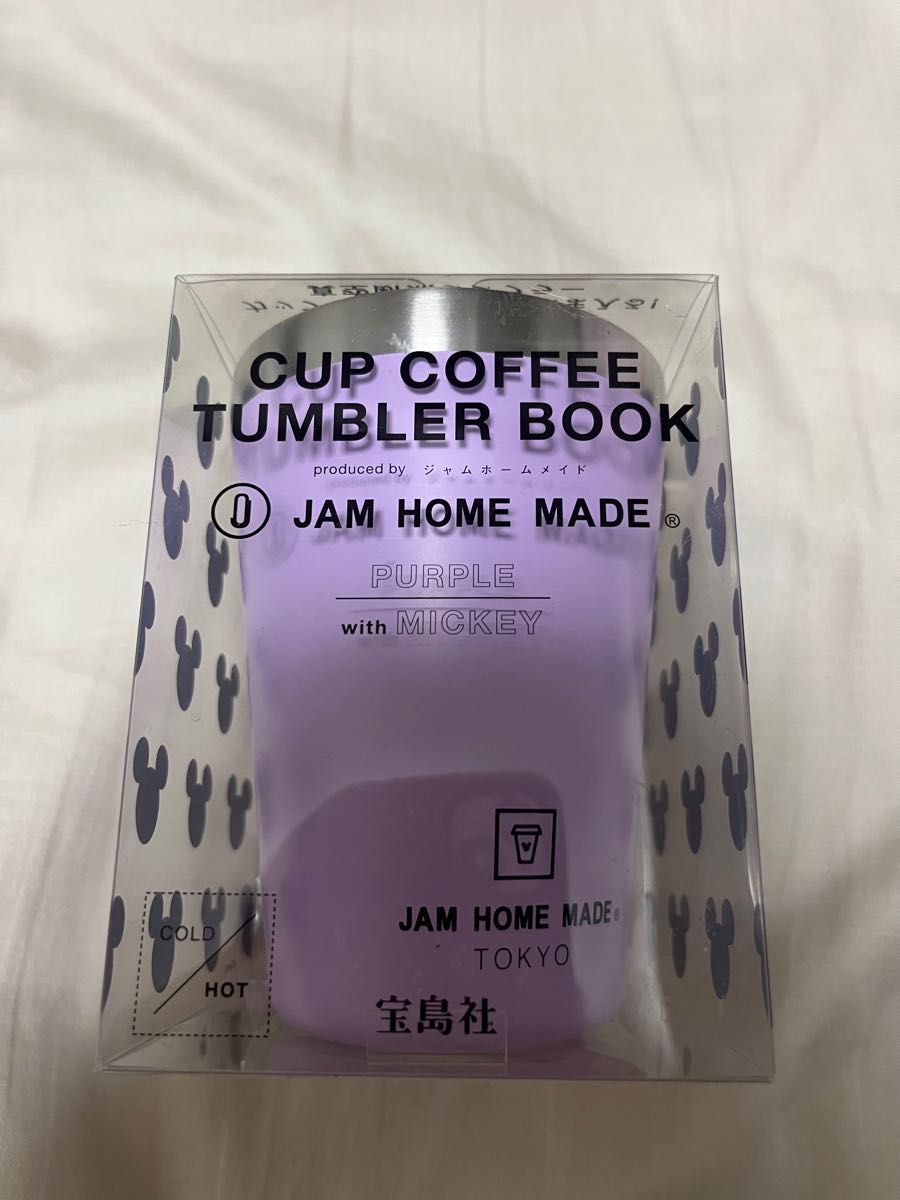 CUP COFFEE
TUMBLER BOOK
produced by ジャムホームメイド
JAM HOME MADE ®
PURPLE
with MICKEY
JAM HOME MADE®
TOKYO
COLD
HOT
宝島社